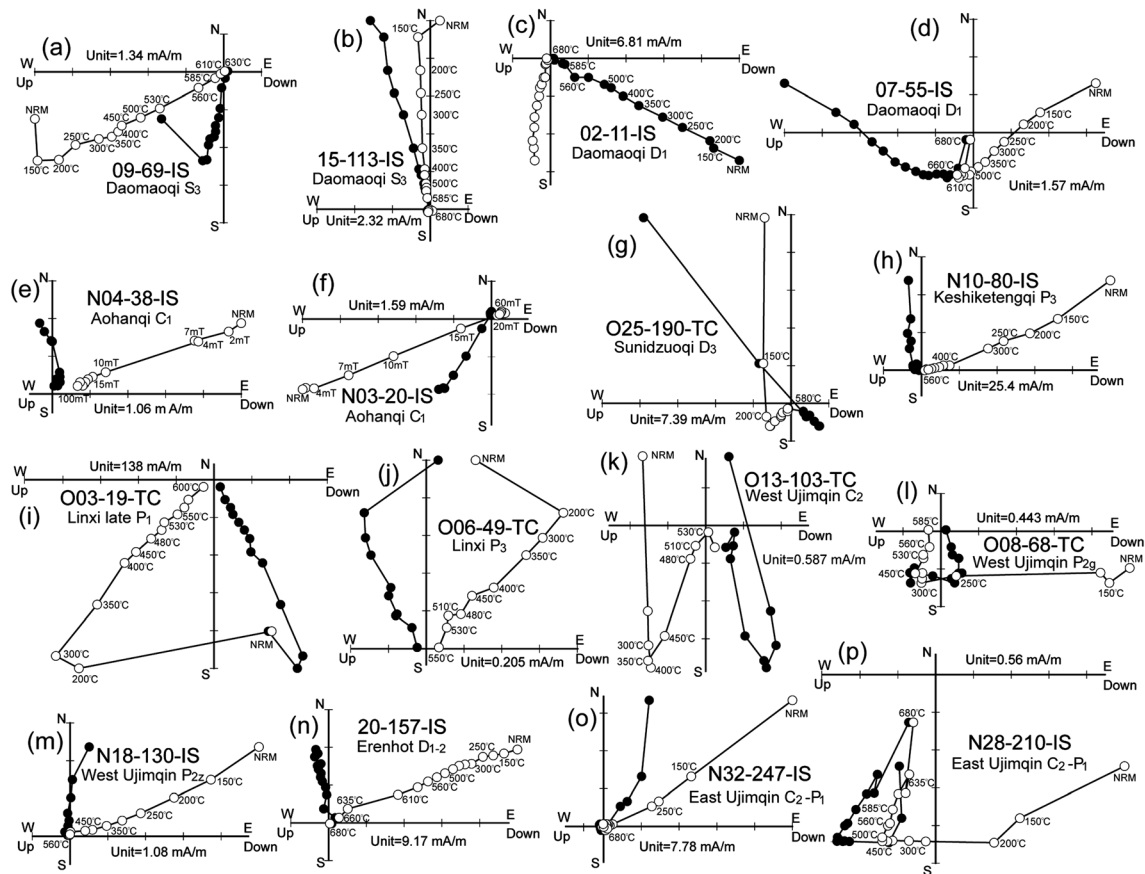 (a)
Unit=1.34 mA/m
N
W
Up
610°C
630°C
E
Down
585°C
560°C
530°C
500°C
450°C
400°C
350°C
300°C
250°C
200°C
150°C
NRM
09-69-IS
Daomaoqi S3
S
(b)
N
NRM
150°C
200°C
250°C
300°C
350°C
400°C
500°C
585°C
680°C
15-113-IS
Daomaoqi S3
W
Up
Unit=2.32 mA/m
E
Down
S
(c)
N
Unit=6.81 mA/m
W
Up
680°C
E
Down
585°C
560°C
500°C
400°C
350°C
300°C
250°C
200°C
150°C
NRM
02-11-IS
Daomaoqi D1
S
(d)
07-55-IS
Daomaoqi D1
N
NRM
150°C
200°C
W
Up
E
Down
250°C
300°C
350°C
500°C
610°C
660°C
680°C
Unit=1.57 mA/m
S
(e)
N
N04-38-IS
Aohanqi C1
NRM
2mT
4mT
7mT
10mT
15mT
100mT
W
Up
E
Down
Unit=1.06 m A/m
S
(f)
N
Unit=1.59 mA/m
60mT
W
Up
E
Down
20mT
15mT
10mT
7mT
4mT
NRM
N03-20-IS
Aohanqi C1
S
(g)
N
NRM
O25-190-TC
Sunidzuoqi D3
150°C
200°C
580°C
W
Up
E
Down
Unit=7.39 mA/m
S
(h)
N
N10-80-IS
Keshiketengqi P3
NRM
150°C
200°C
250°C
300°C
400°C
560°C
W
Up
E
Down
Unit=25.4 mA/m
S
(i)
N
Unit=138 mA/m
W
Up
E
Down
O03-19-TC
Linxi late P1
600°C
550°C
530°C
480°C
450°C
400°C
350°C
300°C
200°C
NRM
S
(j)
N
NRM
200°C
O06-49-TC
Linxi P3
300°C
350°C
400°C
450°C
480°C
510°C
530°C
550°C
W
Up
E
Down
Unit=0.205 mA/m
S
(k)
N
NRM
O13-103-TC
West Ujimqin C2
W
Up
E
Down
530°C
510°C
480°C
450°C
400°C
350°C
300°C
Unit=0.587 mA/m
S
(l)
N
585°C
Unit=0.443 mA/m
W
Up
E
Down
560°C
530°C
450°C
300°C
250°C
O08-68-TC
West Ujimqin P2g
NRM
150°C
S
(m)
N
N18-130-IS
West Ujimqin P2z
NRM
150°C
200°C
250°C
350°C
450°C
560°C
W
Up
E
Down
Unit=1.08 mA/m
S
(n)
N
20-157-IS
Erenhot D1-2
NRM
150°C
250°C
300°C
500°C
560°C
610°C
635°C
660°C
680°C
W
Up
E
Down
Unit=9.17 mA/m
S
(o)
N
NRM
150°C
250°C
680°C
N32-247-IS
East Ujimqin C2-P1
W
Up
E
Down
Unit=7.78 mA/m
S
(p)
N
Unit=0.56 mA/m
W
Up
E
Down
680°C
635°C
585°C
560°C
500°C
450°C
300°C
200°C
150°C
NRM
N28-210-IS
East Ujimqin C2-P1
S